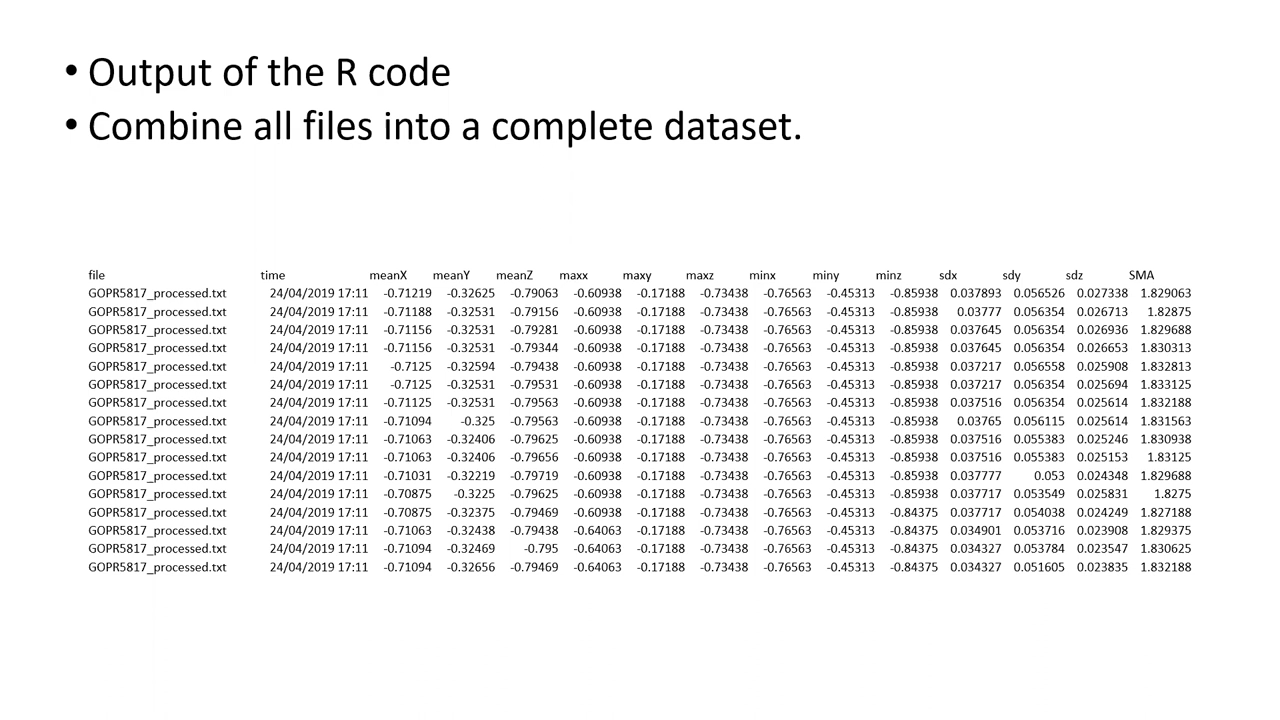 • Output of the R code
• Combine all files into a complete dataset.
file time meanX meanY meanZ maxx maxy maxz minx miny minz sdx sdy sdz SMA
GOPR5817_processed.txt 24/04/2019 17:11 -0.71219 -0.32625 -0.79063 -0.60938 -0.17188 -0.73438 -0.76563 -0.45313 -0.85938 0.037893 0.056526 0.027338 1.829063
GOPR5817_processed.txt 24/04/2019 17:11 -0.71188 -0.32531 -0.79156 -0.60938 -0.17188 -0.73438 -0.76563 -0.45313 -0.85938 0.03777 0.056354 0.026713 1.82875
GOPR5817_processed.txt 24/04/2019 17:11 -0.71156 -0.32531 -0.79281 -0.60938 -0.17188 -0.73438 -0.76563 -0.45313 -0.85938 0.037645 0.056354 0.026936 1.829688
GOPR5817_processed.txt 24/04/2019 17:11 -0.71156 -0.32531 -0.79344 -0.60938 -0.17188 -0.73438 -0.76563 -0.45313 -0.85938 0.037645 0.056354 0.026653 1.830313
GOPR5817_processed.txt 24/04/2019 17:11 -0.7125 -0.32594 -0.79438 -0.60938 -0.17188 -0.73438 -0.76563 -0.45313 -0.85938 0.037217 0.056558 0.025908 1.832813
GOPR5817_processed.txt 24/04/2019 17:11 -0.7125 -0.32531 -0.79531 -0.60938 -0.17188 -0.73438 -0.76563 -0.45313 -0.85938 0.037217 0.056354 0.025694 1.833125
GOPR5817_processed.txt 24/04/2019 17:11 -0.71125 -0.32531 -0.79563 -0.60938 -0.17188 -0.73438 -0.76563 -0.45313 -0.85938 0.037516 0.056354 0.025614 1.832188
GOPR5817_processed.txt 24/04/2019 17:11 -0.71094 -0.325 -0.79563 -0.60938 -0.17188 -0.73438 -0.76563 -0.45313 -0.85938 0.03765 0.056115 0.025614 1.831563
GOPR5817_processed.txt 24/04/2019 17:11 -0.71063 -0.32406 -0.79625 -0.60938 -0.17188 -0.73438 -0.76563 -0.45313 -0.85938 0.037516 0.055383 0.025246 1.830938
GOPR5817_processed.txt 24/04/2019 17:11 -0.71063 -0.32406 -0.79656 -0.60938 -0.17188 -0.73438 -0.76563 -0.45313 -0.85938 0.037516 0.055383 0.025153 1.83125
GOPR5817_processed.txt 24/04/2019 17:11 -0.71031 -0.32219 -0.79719 -0.60938 -0.17188 -0.73438 -0.76563 -0.45313 -0.85938 0.037777 0.053 0.024348 1.829688
GOPR5817_processed.txt 24/04/2019 17:11 -0.70875 -0.3225 -0.79625 -0.60938 -0.17188 -0.73438 -0.76563 -0.45313 -0.85938 0.037717 0.053549 0.025831 1.8275
GOPR5817_processed.txt 24/04/2019 17:11 -0.70875 -0.32375 -0.79469 -0.60938 -0.17188 -0.73438 -0.76563 -0.45313 -0.84375 0.037717 0.054038 0.024249 1.827188
GOPR5817_processed.txt 24/04/2019 17:11 -0.71063 -0.32438 -0.79438 -0.64063 -0.17188 -0.73438 -0.76563 -0.45313 -0.84375 0.034901 0.053716 0.023908 1.829375
GOPR5817_processed.txt 24/04/2019 17:11 -0.71094 -0.32469 -0.795 -0.64063 -0.17188 -0.73438 -0.76563 -0.45313 -0.84375 0.034327 0.053784 0.023547 1.830625
GOPR5817_processed.txt 24/04/2019 17:11 -0.71094 -0.32656 -0.79469 -0.64063 -0.17188 -0.73438 -0.76563 -0.45313 -0.84375 0.034327 0.051605 0.023835 1.832188